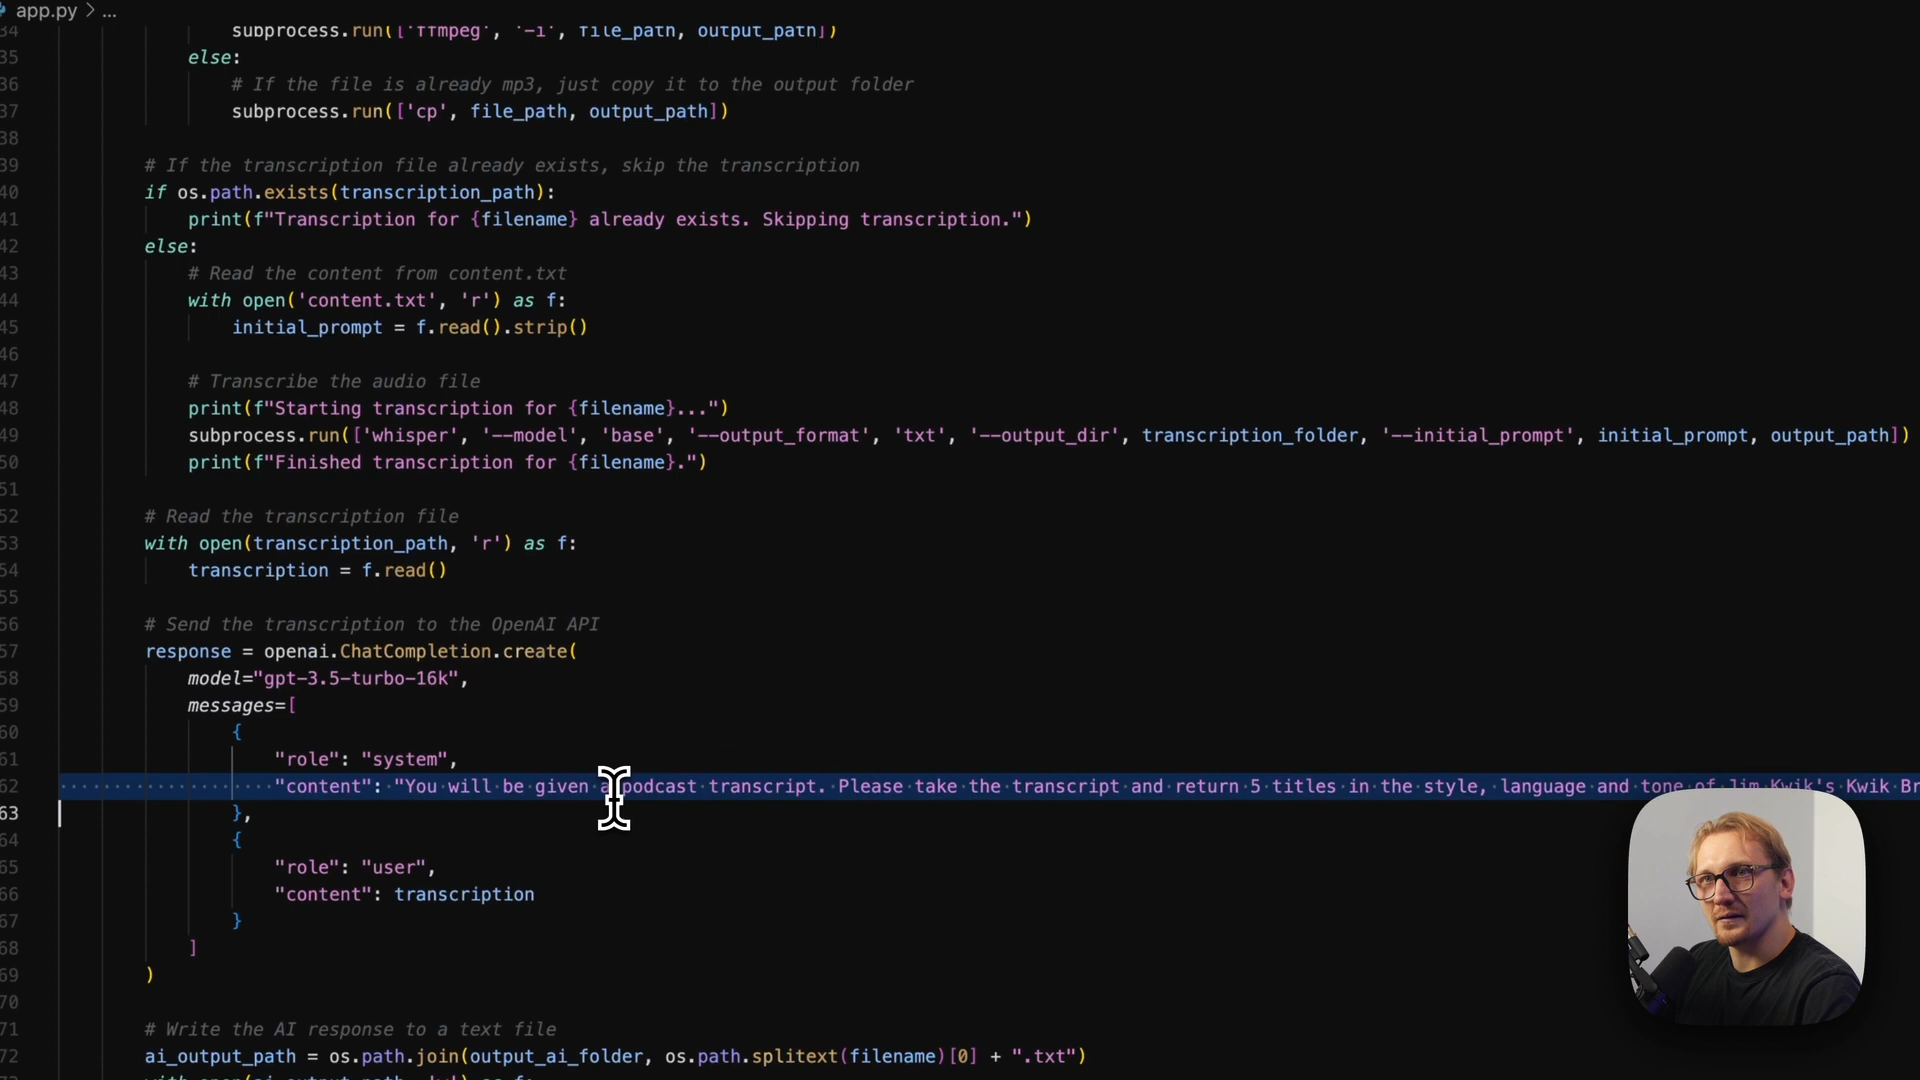 app.py > ...
34 subprocess.run(['ffmpeg', '-i', file_path, output_path])
35 else:
36 # If the file is already mp3, just copy it to the output folder
37 subprocess.run(['cp', file_path, output_path])
38
39 # If the transcription file already exists, skip the transcription
40 if os.path.exists(transcription_path):
41 print(f"Transcription for {filename} already exists. Skipping transcription.")
42 else:
43 # Read the content from content.txt
44 with open('content.txt', 'r') as f:
45 initial_prompt = f.read().strip()
46
47 # Transcribe the audio file
48 print(f"Starting transcription for {filename}...")
49 subprocess.run(['whisper', '--model', 'base', '--output_format', 'txt', '--output_dir', transcription_folder, '--initial_prompt', initial_prompt, output_path])
50 print(f"Finished transcription for {filename}.")
51
52 # Read the transcription file
53 with open(transcription_path, 'r') as f:
54 transcription = f.read()
55
56 # Send the transcription to the OpenAI API
57 response = openai.ChatCompletion.create(
58 model="gpt-3.5-turbo-16k",
59 messages=[
60 {
61 "role": "system",
62 "content": "You will be given a podcast transcript. Please take the transcript and return 5 titles in the style, language and tone of Jim Kwik's Kwik Br
63 },
64 {
65 "role": "user",
66 "content": transcription
67 }
68 ]
69 )
70
71 # Write the AI response to a text file
72 ai_output_path = os.path.join(output_ai_folder, os.path.splitext(filename)[0] + ".txt")